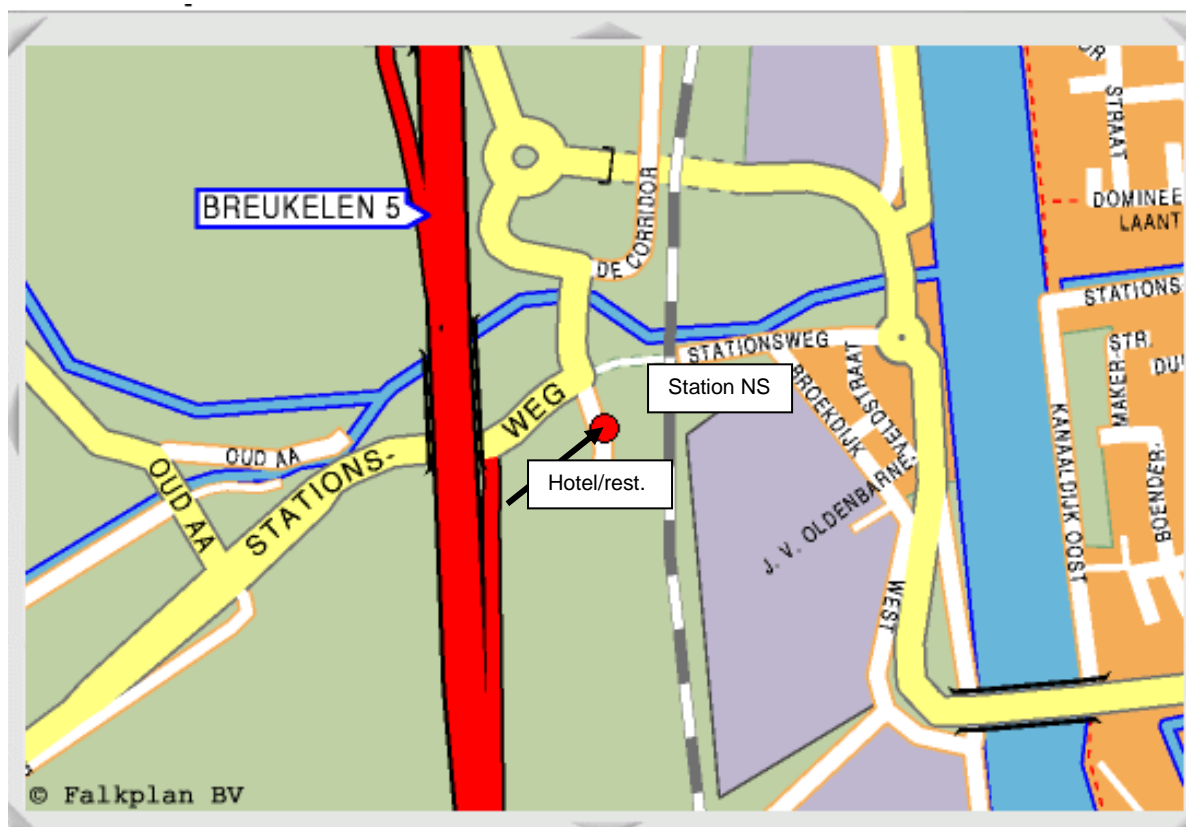 STRAAT
BREUKELEN 5
DOMINEE
LAANT
DE CORRIDOR
STATIONS
STATIONSWEG
STR.
Station NS
WEG
BROEKDIJK
VELDSTRAAT
MAKER-
KANAALDIJK OOST
OUD AA
OUD AA
STATIONS-
Hotel/rest.
BOENDER-
J. V. OLDENBARNE
WEST
© Falkplan BV